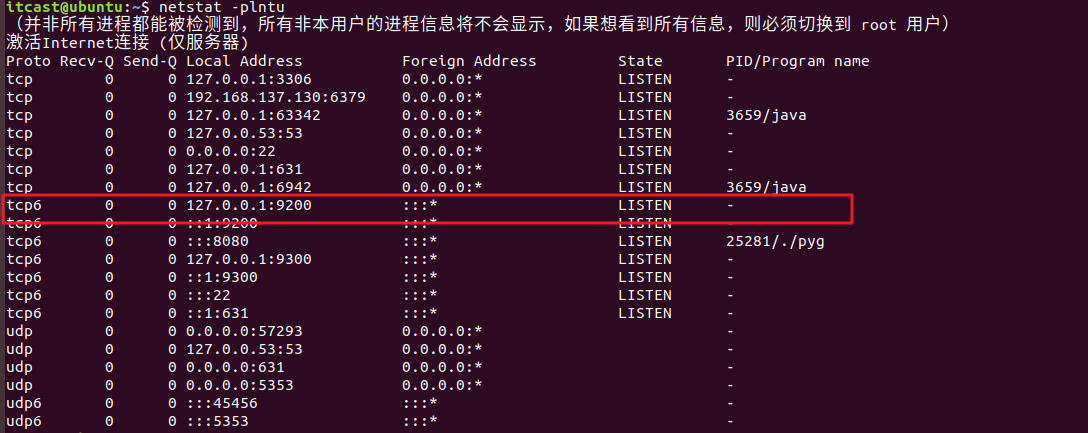 itcast@ubuntu:~$ netstat -plntu
（并非所有进程都能被检测到，所有非本用户的进程信息将不会显示，如果想看到所有信息，则必须切换到 root 用户）
激活Internet连接 (仅服务器)
Proto Recv-Q Send-Q Local Address           Foreign Address         State       PID/Program name
tcp        0      0 127.0.0.1:3306          0.0.0.0:*               LISTEN      -
tcp        0      0 192.168.137.130:6379    0.0.0.0:*               LISTEN      -
tcp        0      0 127.0.0.1:63342         0.0.0.0:*               LISTEN      3659/java
tcp        0      0 127.0.0.53:53           0.0.0.0:*               LISTEN      -
tcp        0      0 0.0.0.0:22              0.0.0.0:*               LISTEN      -
tcp        0      0 127.0.0.1:631           0.0.0.0:*               LISTEN      -
tcp        0      0 127.0.0.1:6942          0.0.0.0:*               LISTEN      3659/java
tcp6       0      0 127.0.0.1:9200          :::*                    LISTEN      -
tcp6       0      0 ::1:9200                :::*                    LISTEN      -
tcp6       0      0 :::8080                 :::*                    LISTEN      25281/./pyg
tcp6       0      0 127.0.0.1:9300          :::*                    LISTEN      -
tcp6       0      0 ::1:9300                :::*                    LISTEN      -
tcp6       0      0 :::22                   :::*                    LISTEN      -
tcp6       0      0 ::1:631                 :::*                    LISTEN      -
udp        0      0 0.0.0.0:57293           0.0.0.0:*                           -
udp        0      0 127.0.0.53:53           0.0.0.0:*                           -
udp        0      0 0.0.0.0:631             0.0.0.0:*                           -
udp        0      0 0.0.0.0:5353            0.0.0.0:*                           -
udp6       0      0 :::45456                :::*                                -
udp6       0      0 :::5353                 :::*                                -